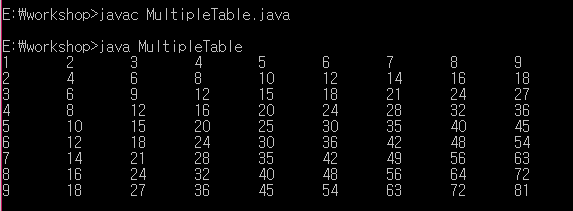 E:₩workshop>javac MultipleTable.java
E:₩workshop>java MultipleTable
1 2 3 4 5 6 7 8 9
2 4 6 8 10 12 14 16 18
3 6 9 12 15 18 21 24 27
4 8 12 16 20 24 28 32 36
5 10 15 20 25 30 35 40 45
6 12 18 24 30 36 42 48 54
7 14 21 28 35 42 49 56 63
8 16 24 32 40 48 56 64 72
9 18 27 36 45 54 63 72 81